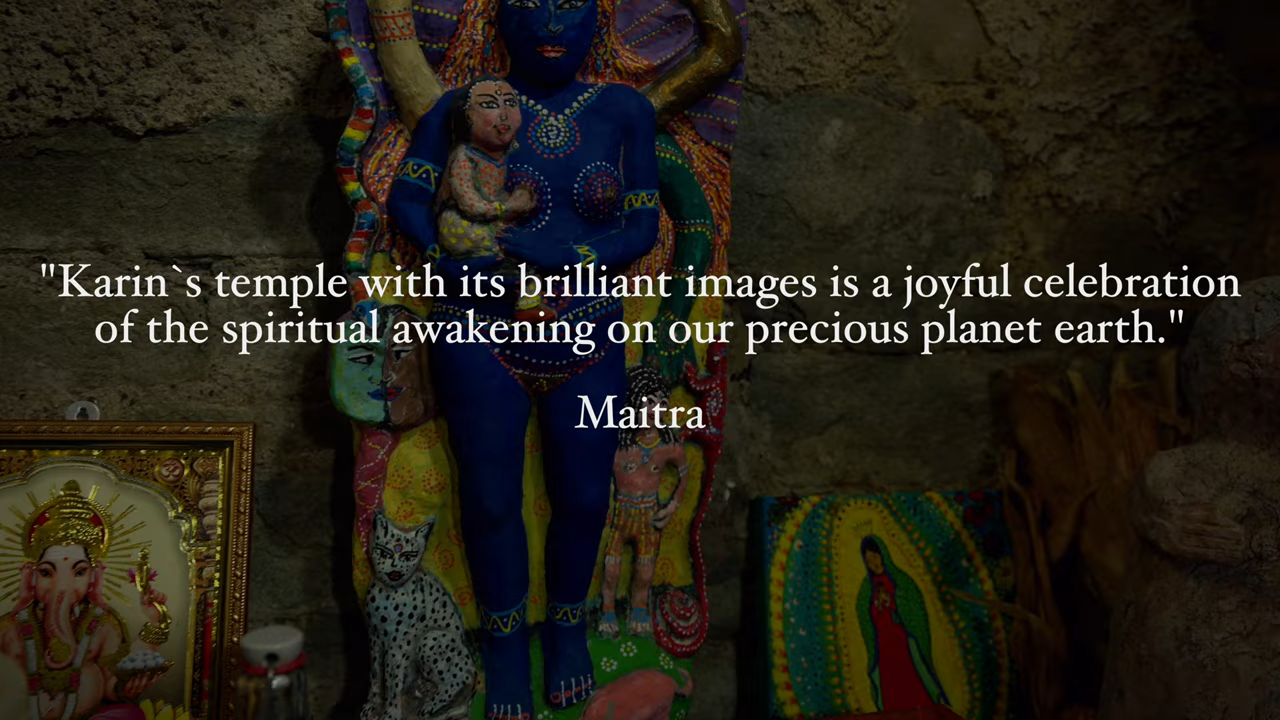 "Karin`s temple with its brilliant images is a joyful celebration
of the spiritual awakening on our precious planet earth."
Maitra